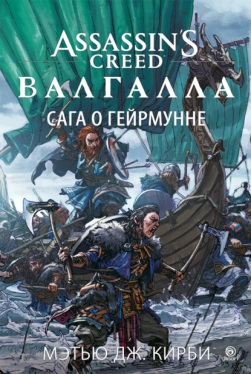 ASSASSIN'S
CREED
ВАЛГАЛЛА
САГА О ГЕЙРМУННЕ
МЭТЬЮ ДЖ. КИРБИ